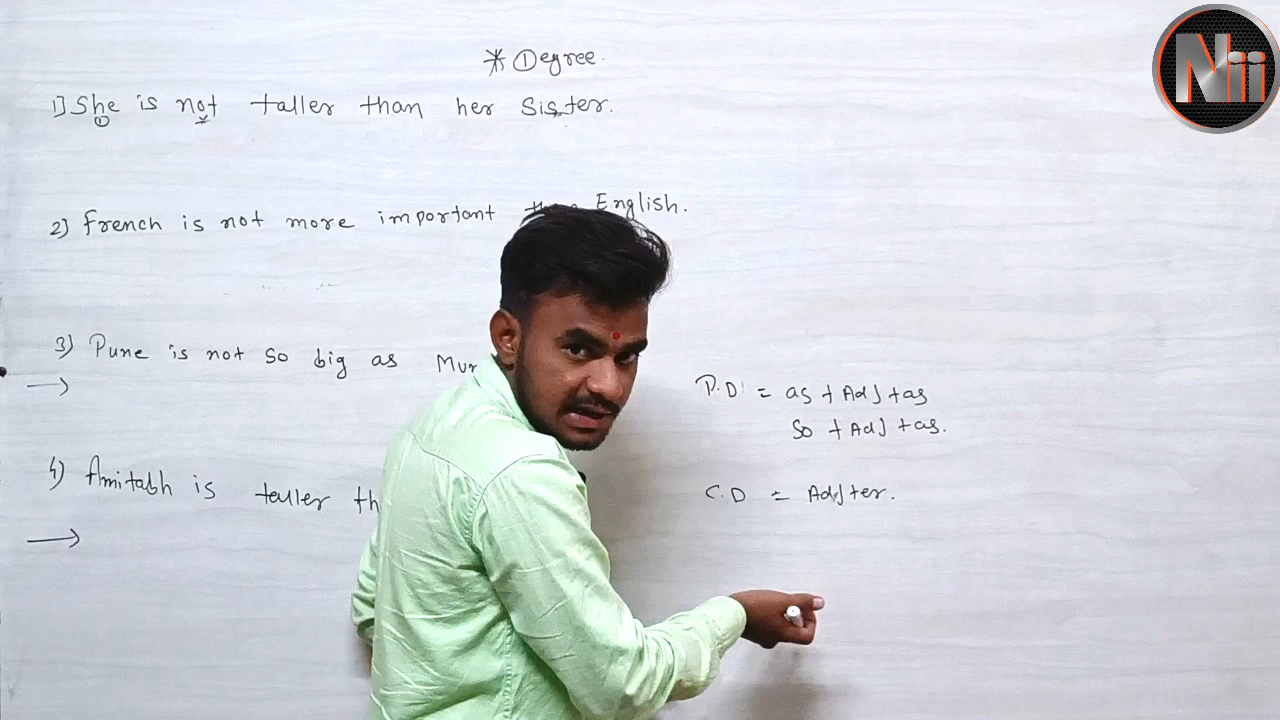 * Degree.
1) She is not taller than her Sister.
2) French is not more important English.
3) Pune is not so big as
→
P.D. = as + Adj + as
so + Adj + as.
4) Amitabh is taller
C.D = Adj + er.
→
Nii